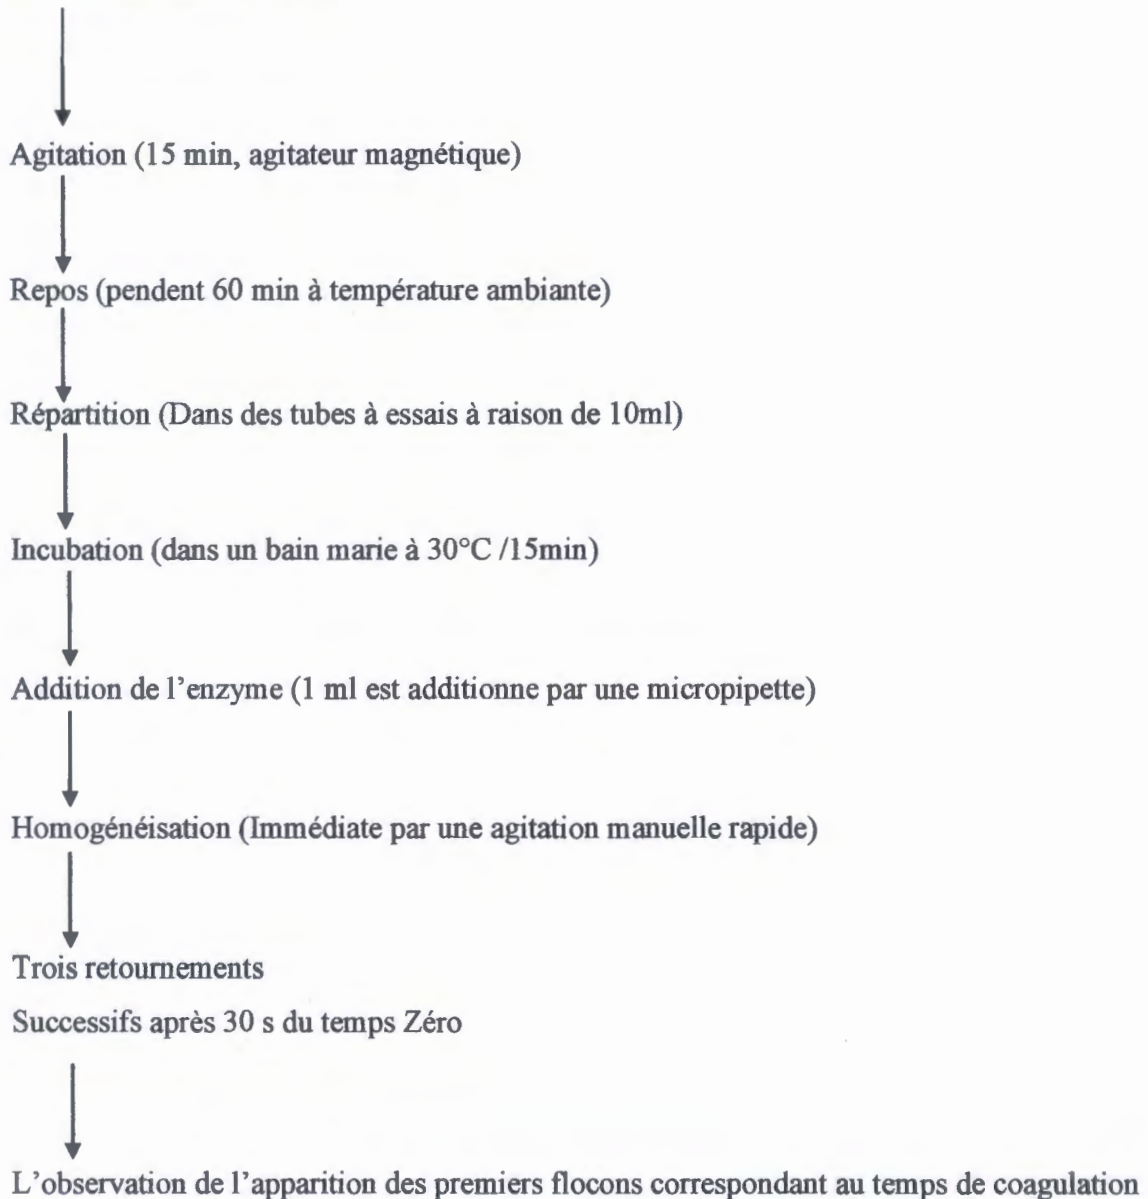 Agitation (15 min, agitateur magnétique)
Repos (pendent 60 min à température ambiante)
Répartition (Dans des tubes à essais à raison de 10ml)
Incubation (dans un bain marie à 30°C /15min)
Addition de l’enzyme (1 ml est additionne par une micropipette)
Homogénéisation (Immédiate par une agitation manuelle rapide)
Trois retournements
Successifs après 30 s du temps Zéro
L’observation de l’apparition des premiers flocons correspondant au temps de coagulation